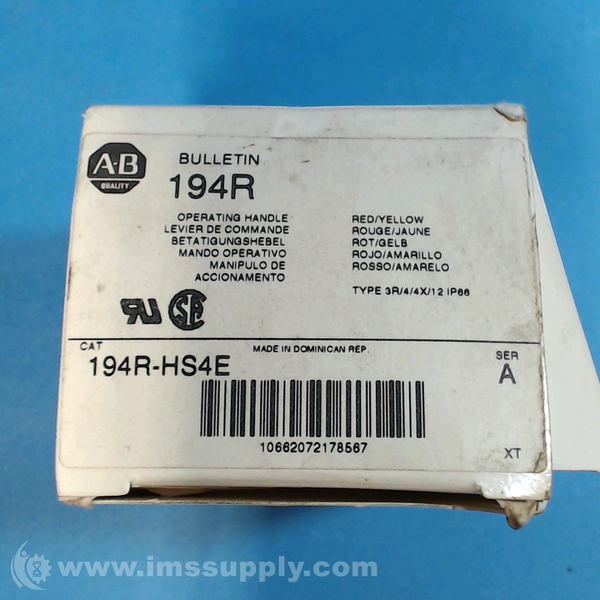 A-B
QUALITY
BULLETIN
194R
OPERATING HANDLE
LEVIER DE COMMANDE
BETATIGUNGSHEBEL
MANDO OPERATIVO
MANIPULO DE
ACCIONAMENTO
RED/YELLOW
ROUGE/JAUNE
ROT/GELB
ROJO/AMARILLO
ROSSO/AMARELO
TYPE 3R/4/4X/12 IP66
CAT
194R-HS4E
MADE IN DOMINICAN REP.
SER
A
10662072178567
XT
www.imssupply.com